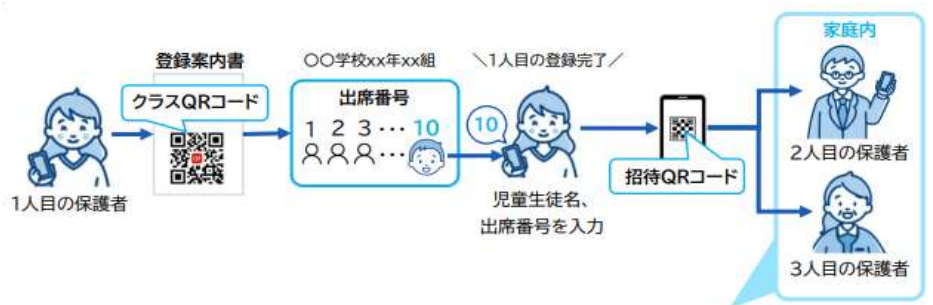 登録案内書
クラスQRコード
1人目の保護者
〇〇学校xx年xx組
出席番号
1 2 3 … 10
…
10
\1人目の登録完了/
児童生徒名、
出席番号を入力
招待QRコード
家庭内
2人目の保護者
3人目の保護者